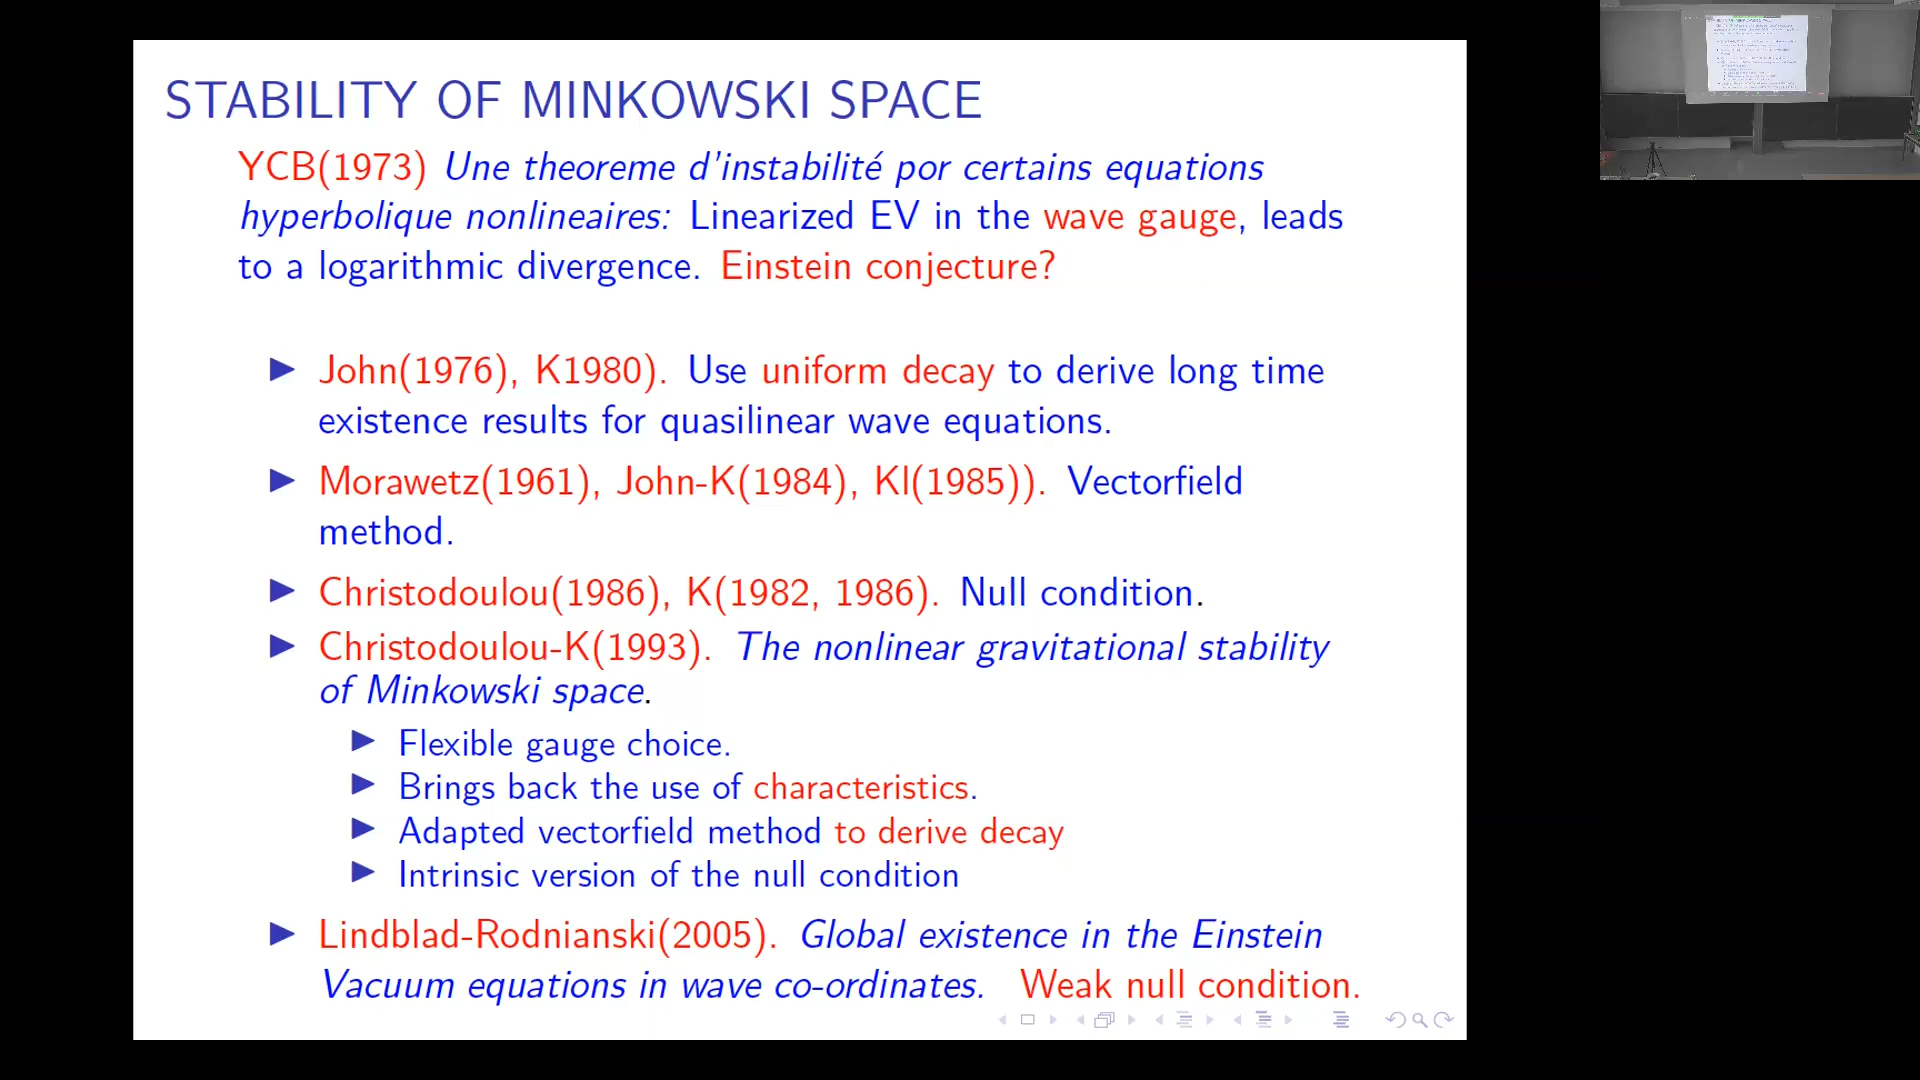 STABILITY OF MINKOWSKI SPACE
YCB(1973) Une theoreme d'instabilité por certains equations
hyperbolique nonlineaires: Linearized EV in the wave gauge, leads
to a logarithmic divergence. Einstein conjecture?
John(1976), K1980). Use uniform decay to derive long time
existence results for quasilinear wave equations.
Morawetz(1961), John-K(1984), Kl(1985)). Vectorfield
method.
Christodoulou(1986), K(1982, 1986). Null condition.
Christodoulou-K(1993). The nonlinear gravitational stability
of Minkowski space.
Flexible gauge choice.
Brings back the use of characteristics.
Adapted vectorfield method to derive decay
Intrinsic version of the null condition
Lindblad-Rodnianski(2005). Global existence in the Einstein
Vacuum equations in wave co-ordinates. Weak null condition.